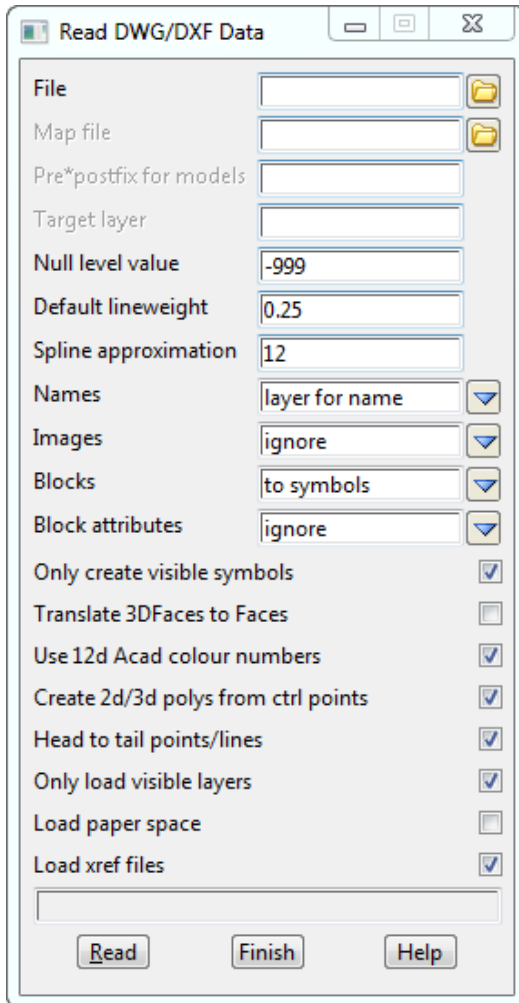 Read DWG/DXF Data
File
Map file
Pre*postfix for models
Target layer
Null level value -999
Default lineweight 0.25
Spline approximation 12
Names layer for name
Images ignore
Blocks to symbols
Block attributes ignore
Only create visible symbols
Translate 3DFaces to Faces
Use 12d Acad colour numbers
Create 2d/3d polys from ctrl points
Head to tail points/lines
Only load visible layers
Load paper space
Load xref files
Read Finish Help